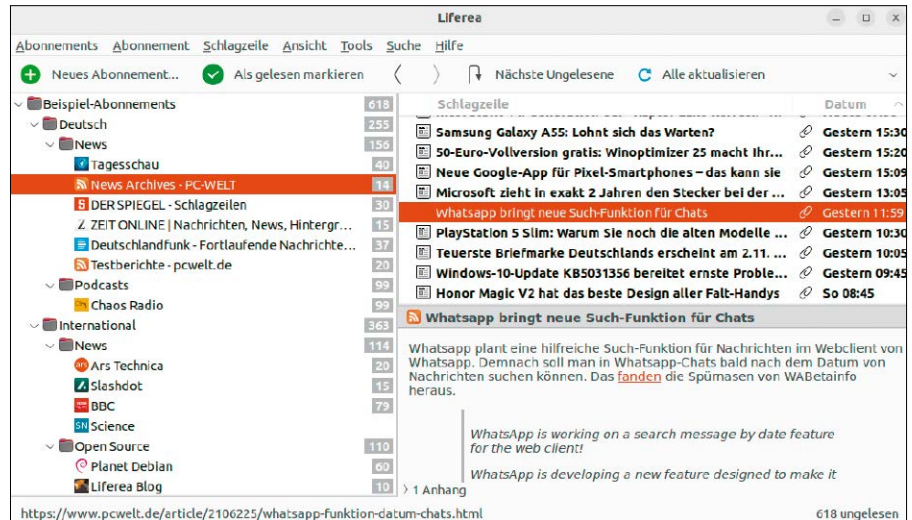 Liferea
Abonnements Abonnement Schlagzeile Ansicht Tools Suche Hilfe
Neues Abonnement... Als gelesen markieren Nächste Ungelesene Alle aktualisieren
Beispiel-Abonnements 618
Deutsch 255
News 156
Tagesschau 40
News Archives - PC-WELT 14
DER SPIEGEL - Schlagzeilen 30
ZEIT ONLINE | Nachrichten, News, Hintergr... 15
Deutschlandfunk - Fortlaufende Nachrichte... 37
Testberichte - pcwelt.de 20
Podcasts 99
Chaos Radio 99
International 363
News 114
Ars Technica 20
Slashdot 15
BBC 79
Science
Open Source 110
Planet Debian 60
Liferea Blog 10
Schlagzeile Datum
Samsung Galaxy A55: Lohnt sich das Warten? Gestern 15:30
50-Euro-Vollversion gratis: Winoptimizer 25 macht Ihr... Gestern 15:20
Neue Google-App für Pixel-Smartphones – das kann sie Gestern 15:09
Microsoft zieht in exakt 2 Jahren den Stecker bei der ... Gestern 13:05
Whatsapp bringt neue Such-Funktion für Chats Gestern 11:59
PlayStation 5 Slim: Warum Sie noch die alten Modelle ... Gestern 10:30
Teuerste Briefmarke Deutschlands erscheint am 2.11. ... Gestern 10:05
Windows-10-Update KB5031356 bereitet ernste Proble... Gestern 09:45
Honor Magic V2 hat das beste Design aller Falt-Handys So 08:45
Whatsapp bringt neue Such-Funktion für Chats
Whatsapp plant eine hilfreiche Such-Funktion für Nachrichten im Webclient von
Whatsapp. Demnach soll man in Whatsapp-Chats bald nach dem Datum von
Nachrichten suchen können. Das fanden die Spürnasen von WABetainfo
heraus.
WhatsApp is working on a search message by date feature
for the web client!
WhatsApp is developing a new feature designed to make it
1 Anhang
https://www.pcwelt.de/article/2106225/whatsapp-funktion-datum-chats.html 618 ungelesen